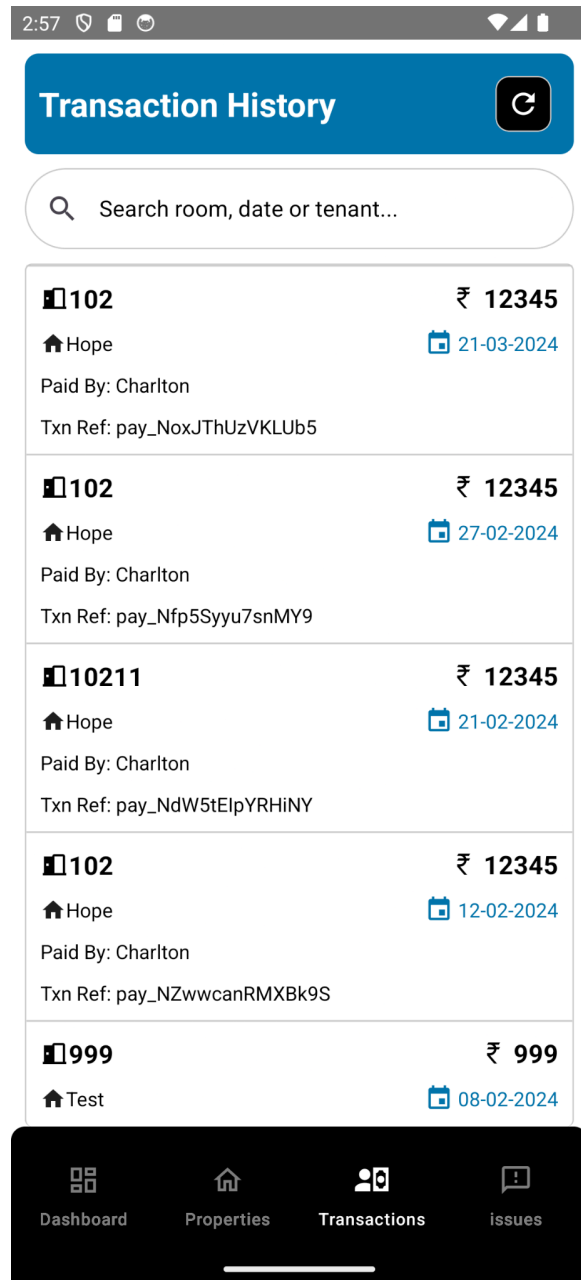 2:57
Transaction History
Search room, date or tenant...
102 ₹ 12345
Hope 21-03-2024
Paid By: Charlton
Txn Ref: pay_NoxJThUzVKLUb5
102 ₹ 12345
Hope 27-02-2024
Paid By: Charlton
Txn Ref: pay_Nfp5Syyu7snMY9
10211 ₹ 12345
Hope 21-02-2024
Paid By: Charlton
Txn Ref: pay_NdW5tEIpYRHiNY
102 ₹ 12345
Hope 12-02-2024
Paid By: Charlton
Txn Ref: pay_NZwwcanRMXBk9S
999 ₹ 999
Test 08-02-2024
Dashboard Properties Transactions issues